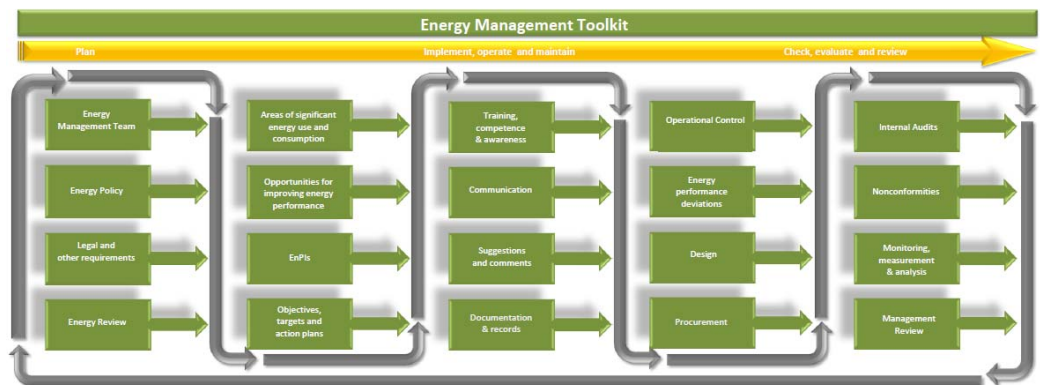 Energy Management Toolkit
Plan
Implement, operate and maintain
Check, evaluate and review
Energy
Management Team
Energy Policy
Legal and
other requirements
Energy Review
Areas of significant
energy use and
consumption
Opportunities for
improving energy
performance
EnPIs
Objectives,
targets and
action plans
Training,
competence
& awareness
Communication
Suggestions
and comments
Documentation
& records
Operational Control
Energy
performance
deviations
Design
Procurement
Internal Audits
Nonconformities
Monitoring,
measurement
& analysis
Management
Review